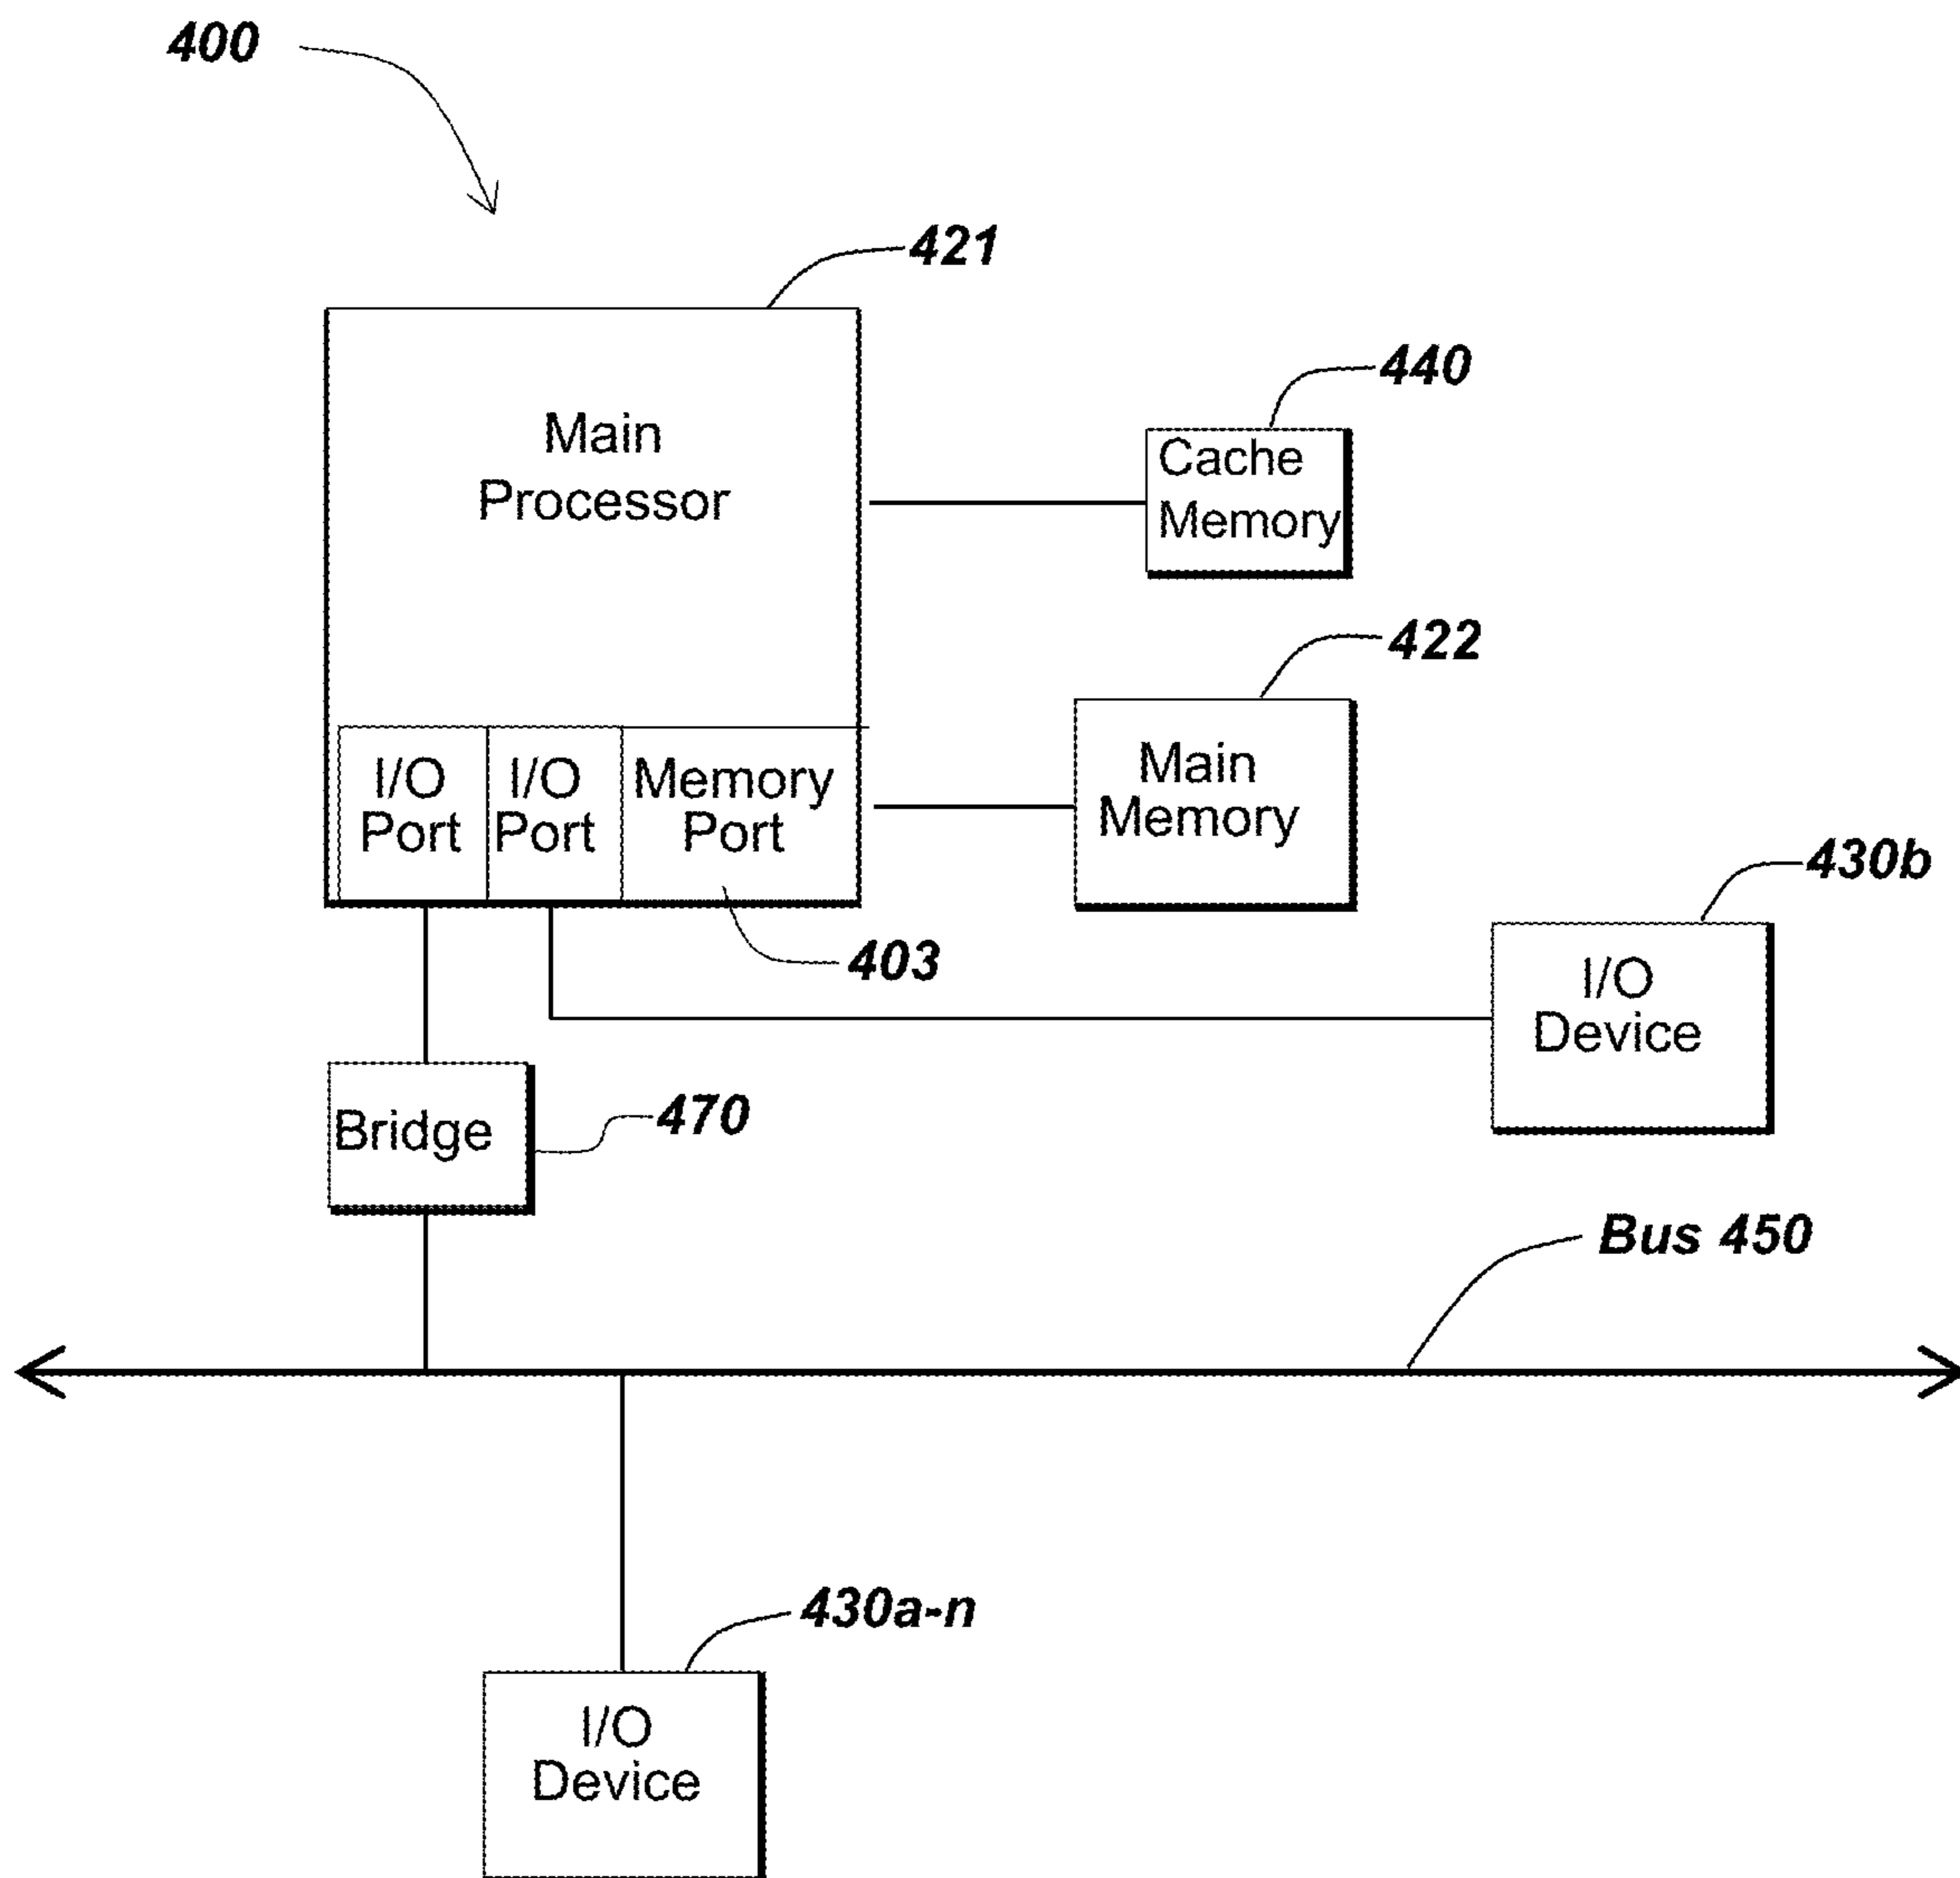 400
421
Main
Processor
440
Cache
Memory
422
Main
Memory
I/O
Port
I/O
Port
Memory
Port
403
430b
I/O
Device
Bridge
470
Bus 450
430a-n
I/O
Device